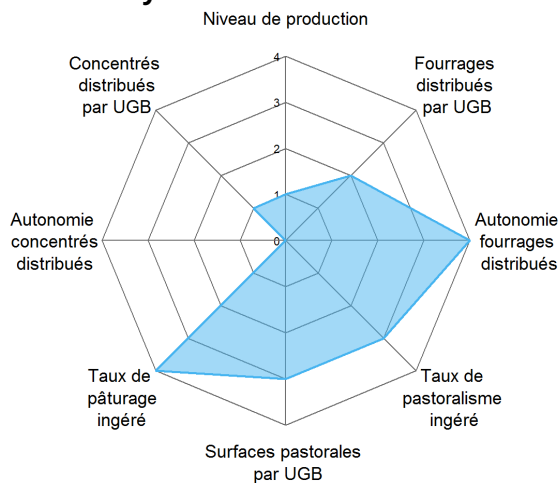 Niveau de production
4
3
2
1
0
Fourrages
distribués
par UGB
Autonomie
fourrages
distribués
Taux de
pastoralisme
ingéré
Surfaces pastorales
par UGB
Taux de
pâturage
ingéré
Autonomie
concentrés
distribués
Concentrés
distribués
par UGB